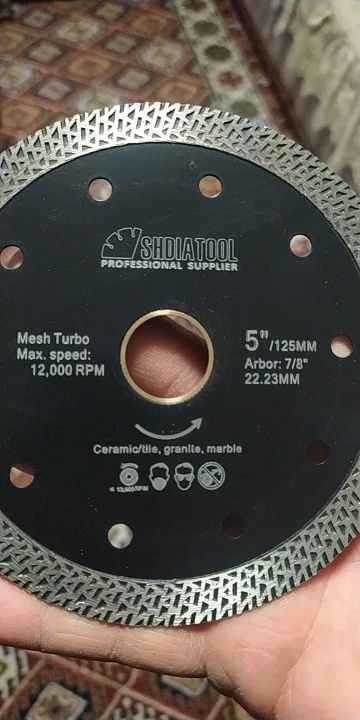 SHDIATOOL
PROFESSIONAL SUPPLIER
Mesh Turbo
Max. speed:
12,000 RPM
5"/125MM
Arbor: 7/8"
22.23MM
Ceramic/tile, granite, marble